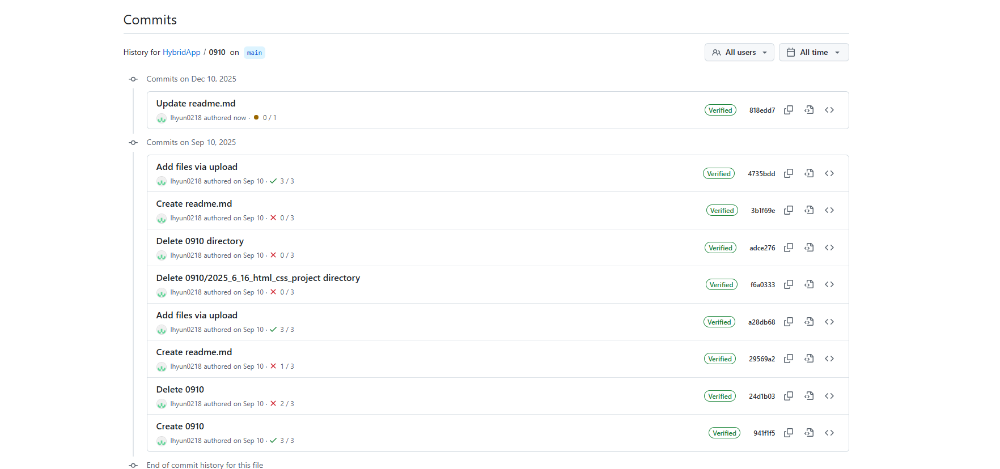 Commits
History for HybridApp / 0910 on main
All users
All time
Commits on Dec 10, 2025
Update readme.md
lhyun0218 authored now · 0 / 1
Verified
818edd7
Commits on Sep 10, 2025
Add files via upload
lhyun0218 authored on Sep 10 · 3 / 3
Verified
4735bdd
Create readme.md
lhyun0218 authored on Sep 10 · 0 / 3
Verified
3b1f69e
Delete 0910 directory
lhyun0218 authored on Sep 10 · 0 / 3
Verified
adce276
Delete 0910/2025_6_16_html_css_project directory
lhyun0218 authored on Sep 10 · 0 / 3
Verified
f6a0333
Add files via upload
lhyun0218 authored on Sep 10 · 3 / 3
Verified
a28db68
Create readme.md
lhyun0218 authored on Sep 10 · 1 / 3
Verified
29569a2
Delete 0910
lhyun0218 authored on Sep 10 · 2 / 3
Verified
24d1b03
Create 0910
lhyun0218 authored on Sep 10 · 3 / 3
Verified
941f1f5
End of commit history for this file